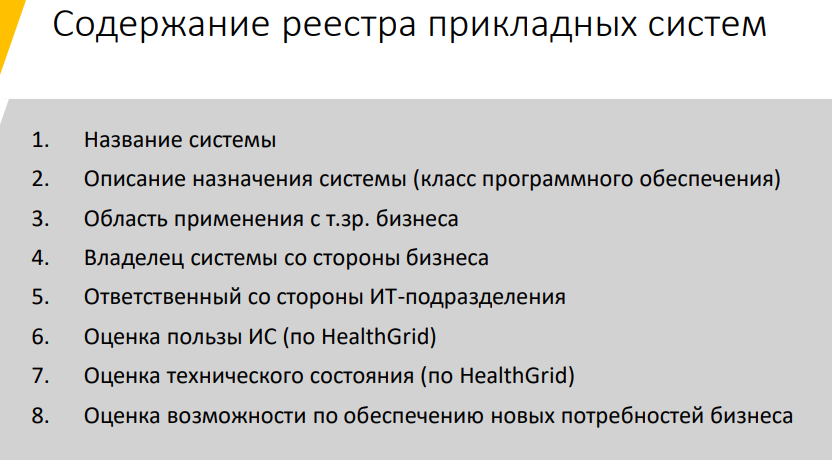 Содержание реестра прикладных систем
1. Название системы
2. Описание назначения системы (класс программного обеспечения)
3. Область применения с т.зр. бизнеса
4. Владелец системы со стороны бизнеса
5. Ответственный со стороны ИТ-подразделения
6. Оценка пользы ИС (по HealthGrid)
7. Оценка технического состояния (по HealthGrid)
8. Оценка возможности по обеспечению новых потребностей бизнеса